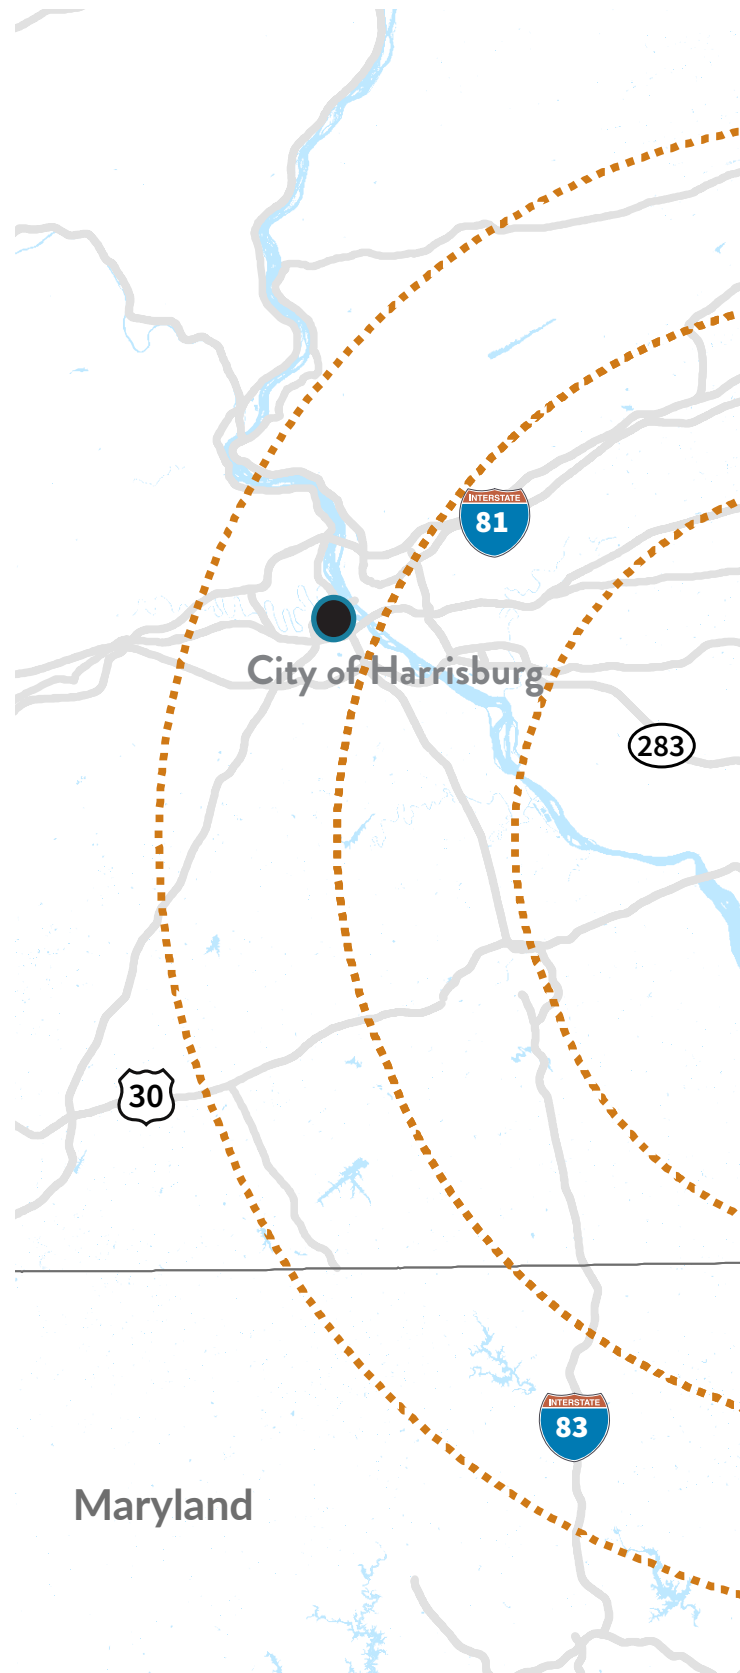 INTERSTATE
81
City of Harrisburg
283
30
INTERSTATE
83
Maryland